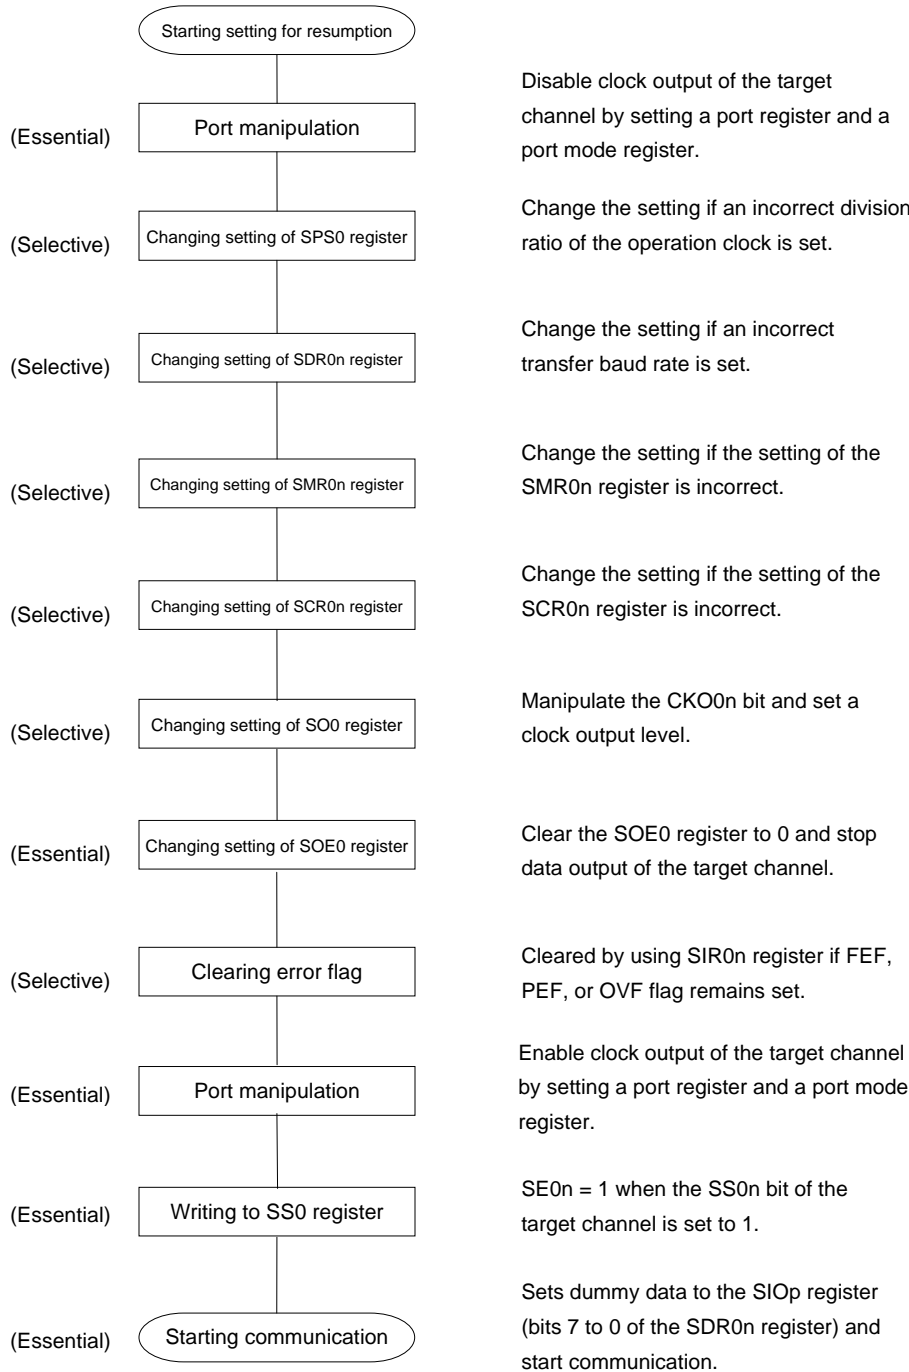 Starting setting for resumption
(Essential)
Port manipulation
Disable clock output of the target
channel by setting a port register and a
port mode register.
(Selective)
Changing setting of SPS0 register
Change the setting if an incorrect division
ratio of the operation clock is set.
(Selective)
Changing setting of SDR0n register
Change the setting if an incorrect
transfer baud rate is set.
(Selective)
Changing setting of SMR0n register
Change the setting if the setting of the
SMR0n register is incorrect.
(Selective)
Changing setting of SCR0n register
Change the setting if the setting of the
SCR0n register is incorrect.
(Selective)
Changing setting of SO0 register
Manipulate the CKO0n bit and set a
clock output level.
(Essential)
Changing setting of SOE0 register
Clear the SOE0 register to 0 and stop
data output of the target channel.
(Selective)
Clearing error flag
Cleared by using SIR0n register if FEF,
PEF, or OVF flag remains set.
(Essential)
Port manipulation
Enable clock output of the target channel
by setting a port register and a port mode
register.
(Essential)
Writing to SS0 register
SE0n = 1 when the SS0n bit of the
target channel is set to 1.
(Essential)
Starting communication
Sets dummy data to the SIOp register
(bits 7 to 0 of the SDR0n register) and
start communication.